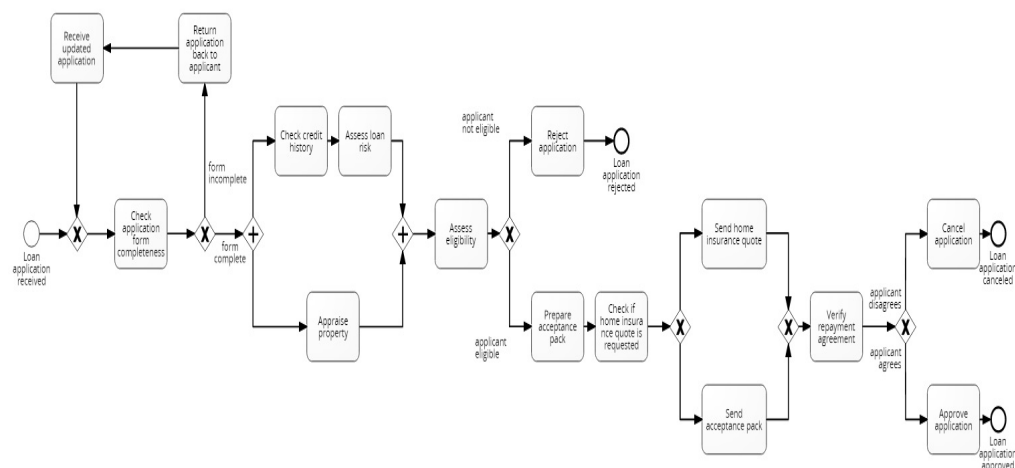 Receive
updated
application
Return
application
back to
applicant
form
incomplete
Loan
application
received
Check
application
form
completeness
form
complete
Check credit
history
Assess loan
risk
Appraise
property
Assess
eligibility
applicant
not eligible
Reject
application
Loan
application
rejected
applicant
eligible
Prepare
acceptance
pack
Check if
home insura
nce quote is
requested
Send home
insurance quote
Send
acceptance pack
Verify
repayment
agreement
applicant
disagrees
applicant
agrees
Cancel
application
Loan
application
canceled
Approve
application
Loan
application
approved